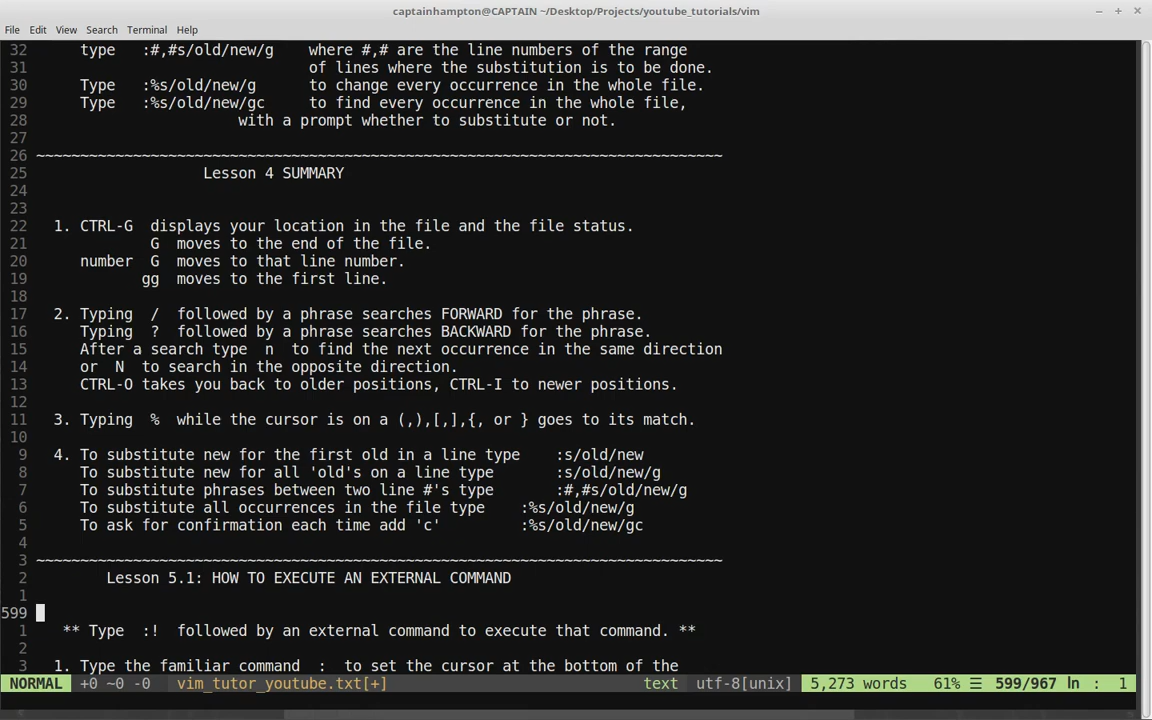 captainhampton@CAPTAIN ~/Desktop/Projects/youtube_tutorials/vim
File Edit View Search Terminal Help
32 type :#,#s/old/new/g where #,# are the line numbers of the range
31 of lines where the substitution is to be done.
30 Type :%s/old/new/g to change every occurrence in the whole file.
29 Type :%s/old/new/gc to find every occurrence in the whole file,
28 with a prompt whether to substitute or not.
27
26 ~~~~~~~~~~~~~~~~~~~~~~~~~~~~~~~~~~~~~~~~~~~~~~~~~~~~~~~~~~~~~~~~~~~~~~~~~~~~~~
25 Lesson 4 SUMMARY
24
23
22 1. CTRL-G displays your location in the file and the file status.
21 G moves to the end of the file.
20 number G moves to that line number.
19 gg moves to the first line.
18
17 2. Typing / followed by a phrase searches FORWARD for the phrase.
16 Typing ? followed by a phrase searches BACKWARD for the phrase.
15 After a search type n to find the next occurrence in the same direction
14 or N to search in the opposite direction.
13 CTRL-O takes you back to older positions, CTRL-I to newer positions.
12
11 3. Typing % while the cursor is on a (,),[,],{, or } goes to its match.
10
9 4. To substitute new for the first old in a line type :s/old/new
8 To substitute new for all 'old's on a line type :s/old/new/g
7 To substitute phrases between two line #'s type :#,#s/old/new/g
6 To substitute all occurrences in the file type :%s/old/new/g
5 To ask for confirmation each time add 'c' :%s/old/new/gc
4
3 ~~~~~~~~~~~~~~~~~~~~~~~~~~~~~~~~~~~~~~~~~~~~~~~~~~~~~~~~~~~~~~~~~~~~~~~~~~~~~~
2 Lesson 5.1: HOW TO EXECUTE AN EXTERNAL COMMAND
1
599
1 ** Type :! followed by an external command to execute that command. **
2
3 1. Type the familiar command : to set the cursor at the bottom of the
NORMAL +0 ~0 -0 vim_tutor_youtube.txt[+] text utf-8[unix] 5,273 words 61% ☰ 599/967 ln : 1